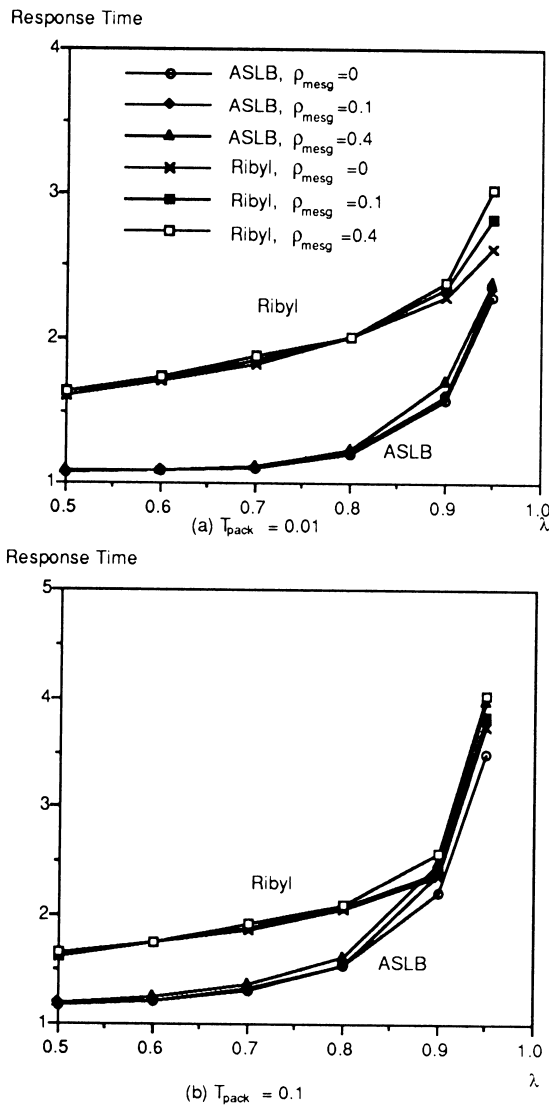 Response Time
4
ASLB, ρmesg=0
ASLB, ρmesg=0.1
ASLB, ρmesg=0.4
Ribyl, ρmesg =0
Ribyl, ρmesg =0.1
Ribyl, ρmesg=0.4
3
Ribyl
2
ASLB
1
0.5 0.6 0.7 0.8 0.9 1.0
(a) Tpack = 0.01 λ
Response Time
5
4
3
Ribyl
2
ASLB
1
0.5 0.6 0.7 0.8 0.9 1.0
λ
(b) Tpack = 0.1